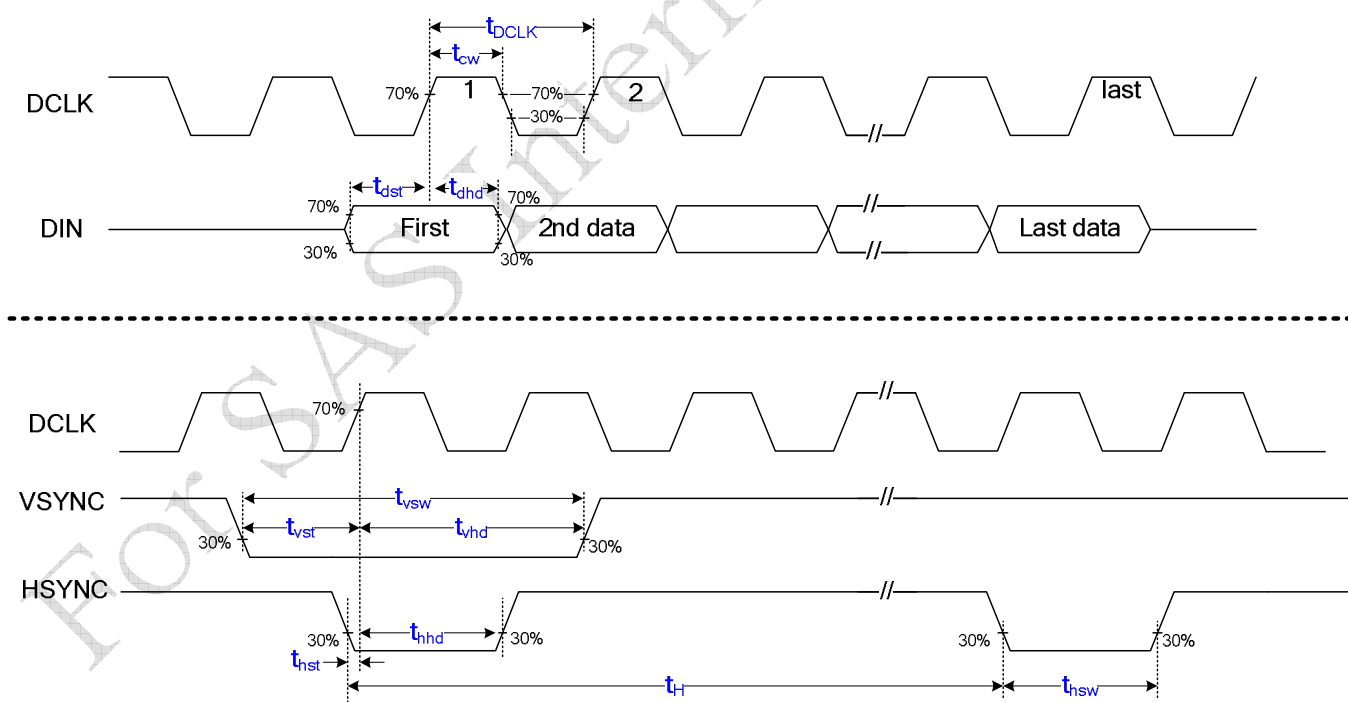 For SAS Intern
tDCLK
tcw
DCLK
70%
1
70%
30%
2
//
last
tdst
tdhd
DIN
70%
30%
First
70%
30%
2nd data
//
//
Last data
DCLK
70%
//
VSYNC
tvsw
//
30%
tvst
tvhd
30%
HSYNC
//
30%
thhd
30%
30%
30%
thst
tH
thsw